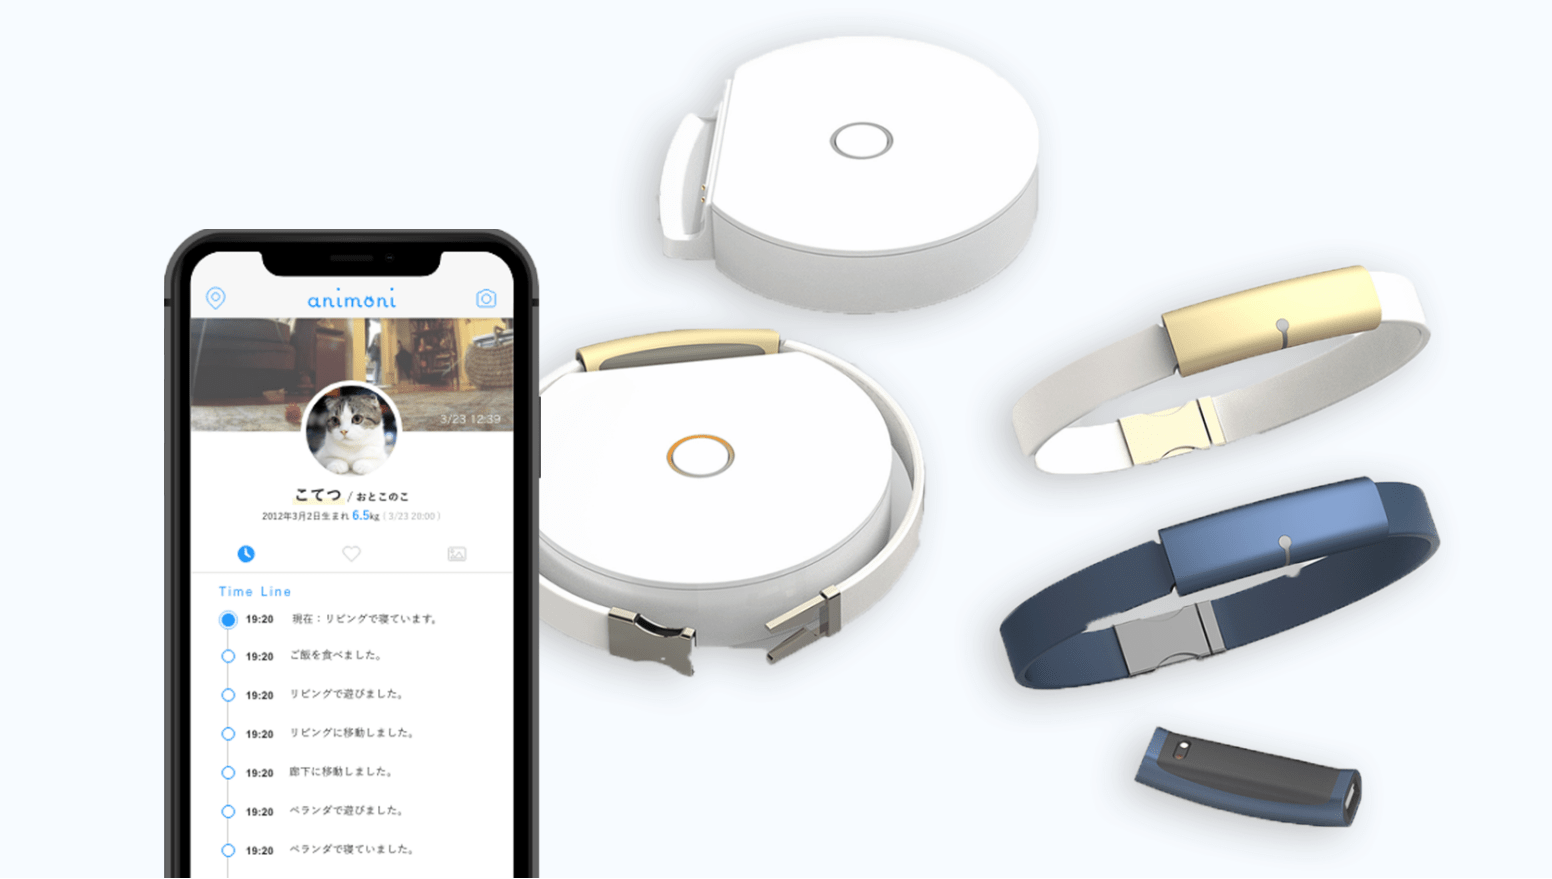 animoni
3/23 12:39
こてつ / おとこのこ
2012年3月2日生まれ 6.5kg ( 3/23 20:00 )
Time Line
19:20 現在：リビングで寝ています。
19:20 ご飯を食べました。
19:20 リビングで遊びました。
19:20 リビングに移動しました。
19:20 廊下に移動しました。
19:20 ベランダで遊びました。
19:20 ベランダで寝ていました。